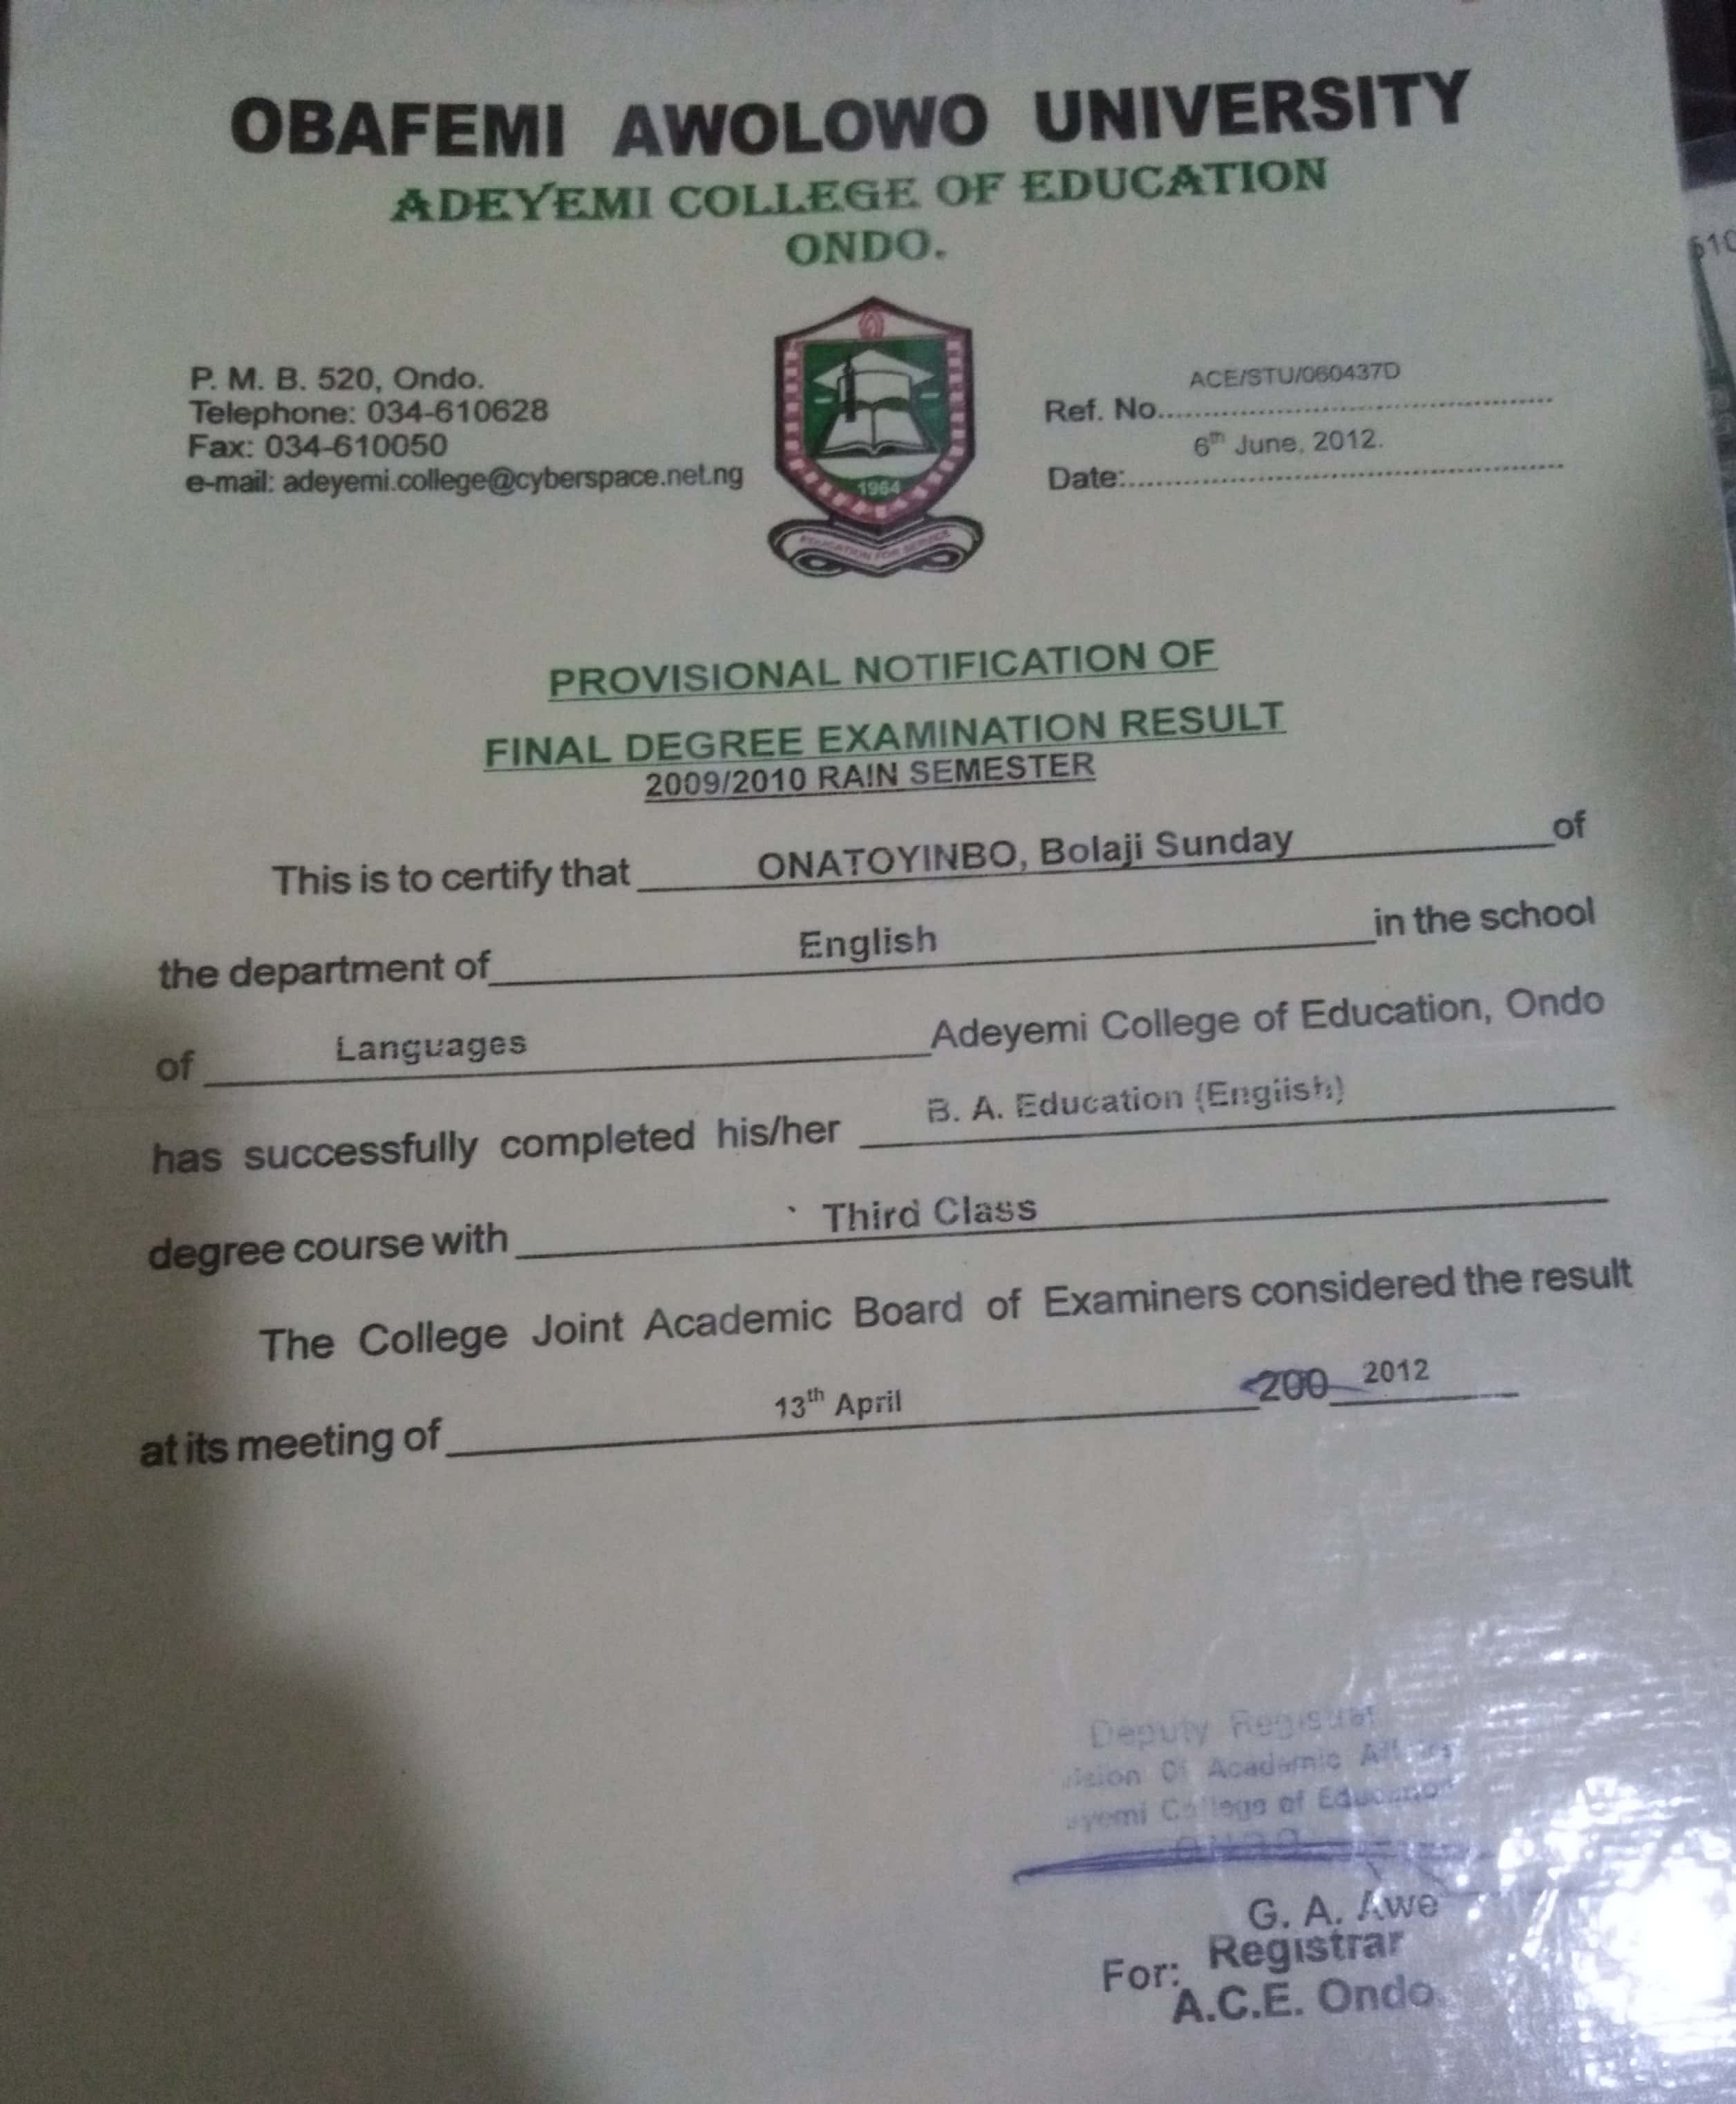 OBAFEMI AWOLOWO UNIVERSITY
ADEYEMI COLLEGE OF EDUCATION
ONDO.
P. M. B. 520, Ondo.
Telephone: 034-610628
Fax: 034-610050
e-mail: adeyemi.college@cyberspace.net.ng
1964
EDUCATION FOR SERVICE
ACE/STU/060437D
Ref. No.
6th June, 2012.
Date:
PROVISIONAL NOTIFICATION OF
FINAL DEGREE EXAMINATION RESULT
2009/2010 RAIN SEMESTER
This is to certify that ONATOYINBO, Bolaji Sunday of
the department of English in the school
of Languages Adeyemi College of Education, Ondo
has successfully completed his/her B. A. Education (English)
degree course with Third Class
The College Joint Academic Board of Examiners considered the result
at its meeting of 13th April 200 2012
Deputy Registrar
Of Academic
College of
G. A. Awe
For: Registrar
A.C.E. Ondo